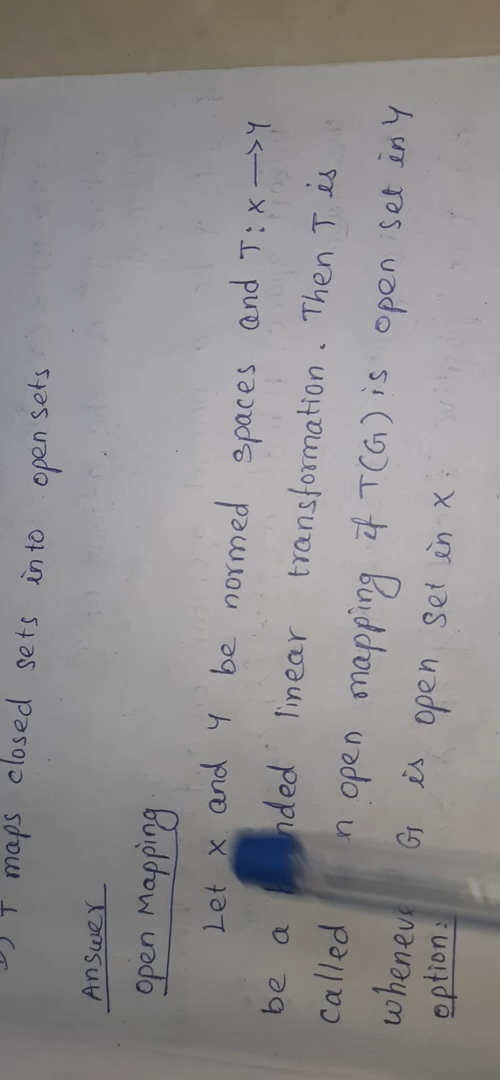 D) T maps closed sets into open sets
Answer
Open Mapping
Let X and Y be normed spaces and T: X → Y
be a nded linear transformation. Then T is
called n open mapping if T(G) is open set in Y
wheneve G is open set in X.
option: